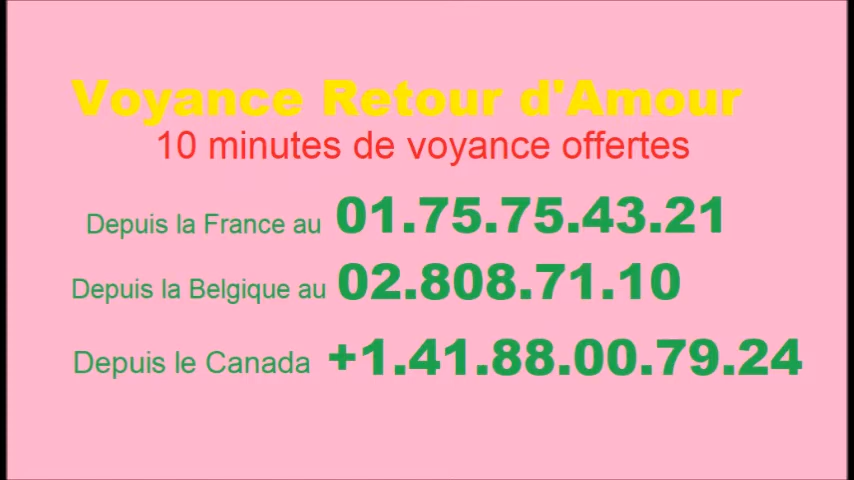 Voyance Retour d'Amour
10 minutes de voyance offertes
Depuis la France au 01.75.75.43.21
Depuis la Belgique au 02.808.71.10
Depuis le Canada +1.41.88.00.79.24